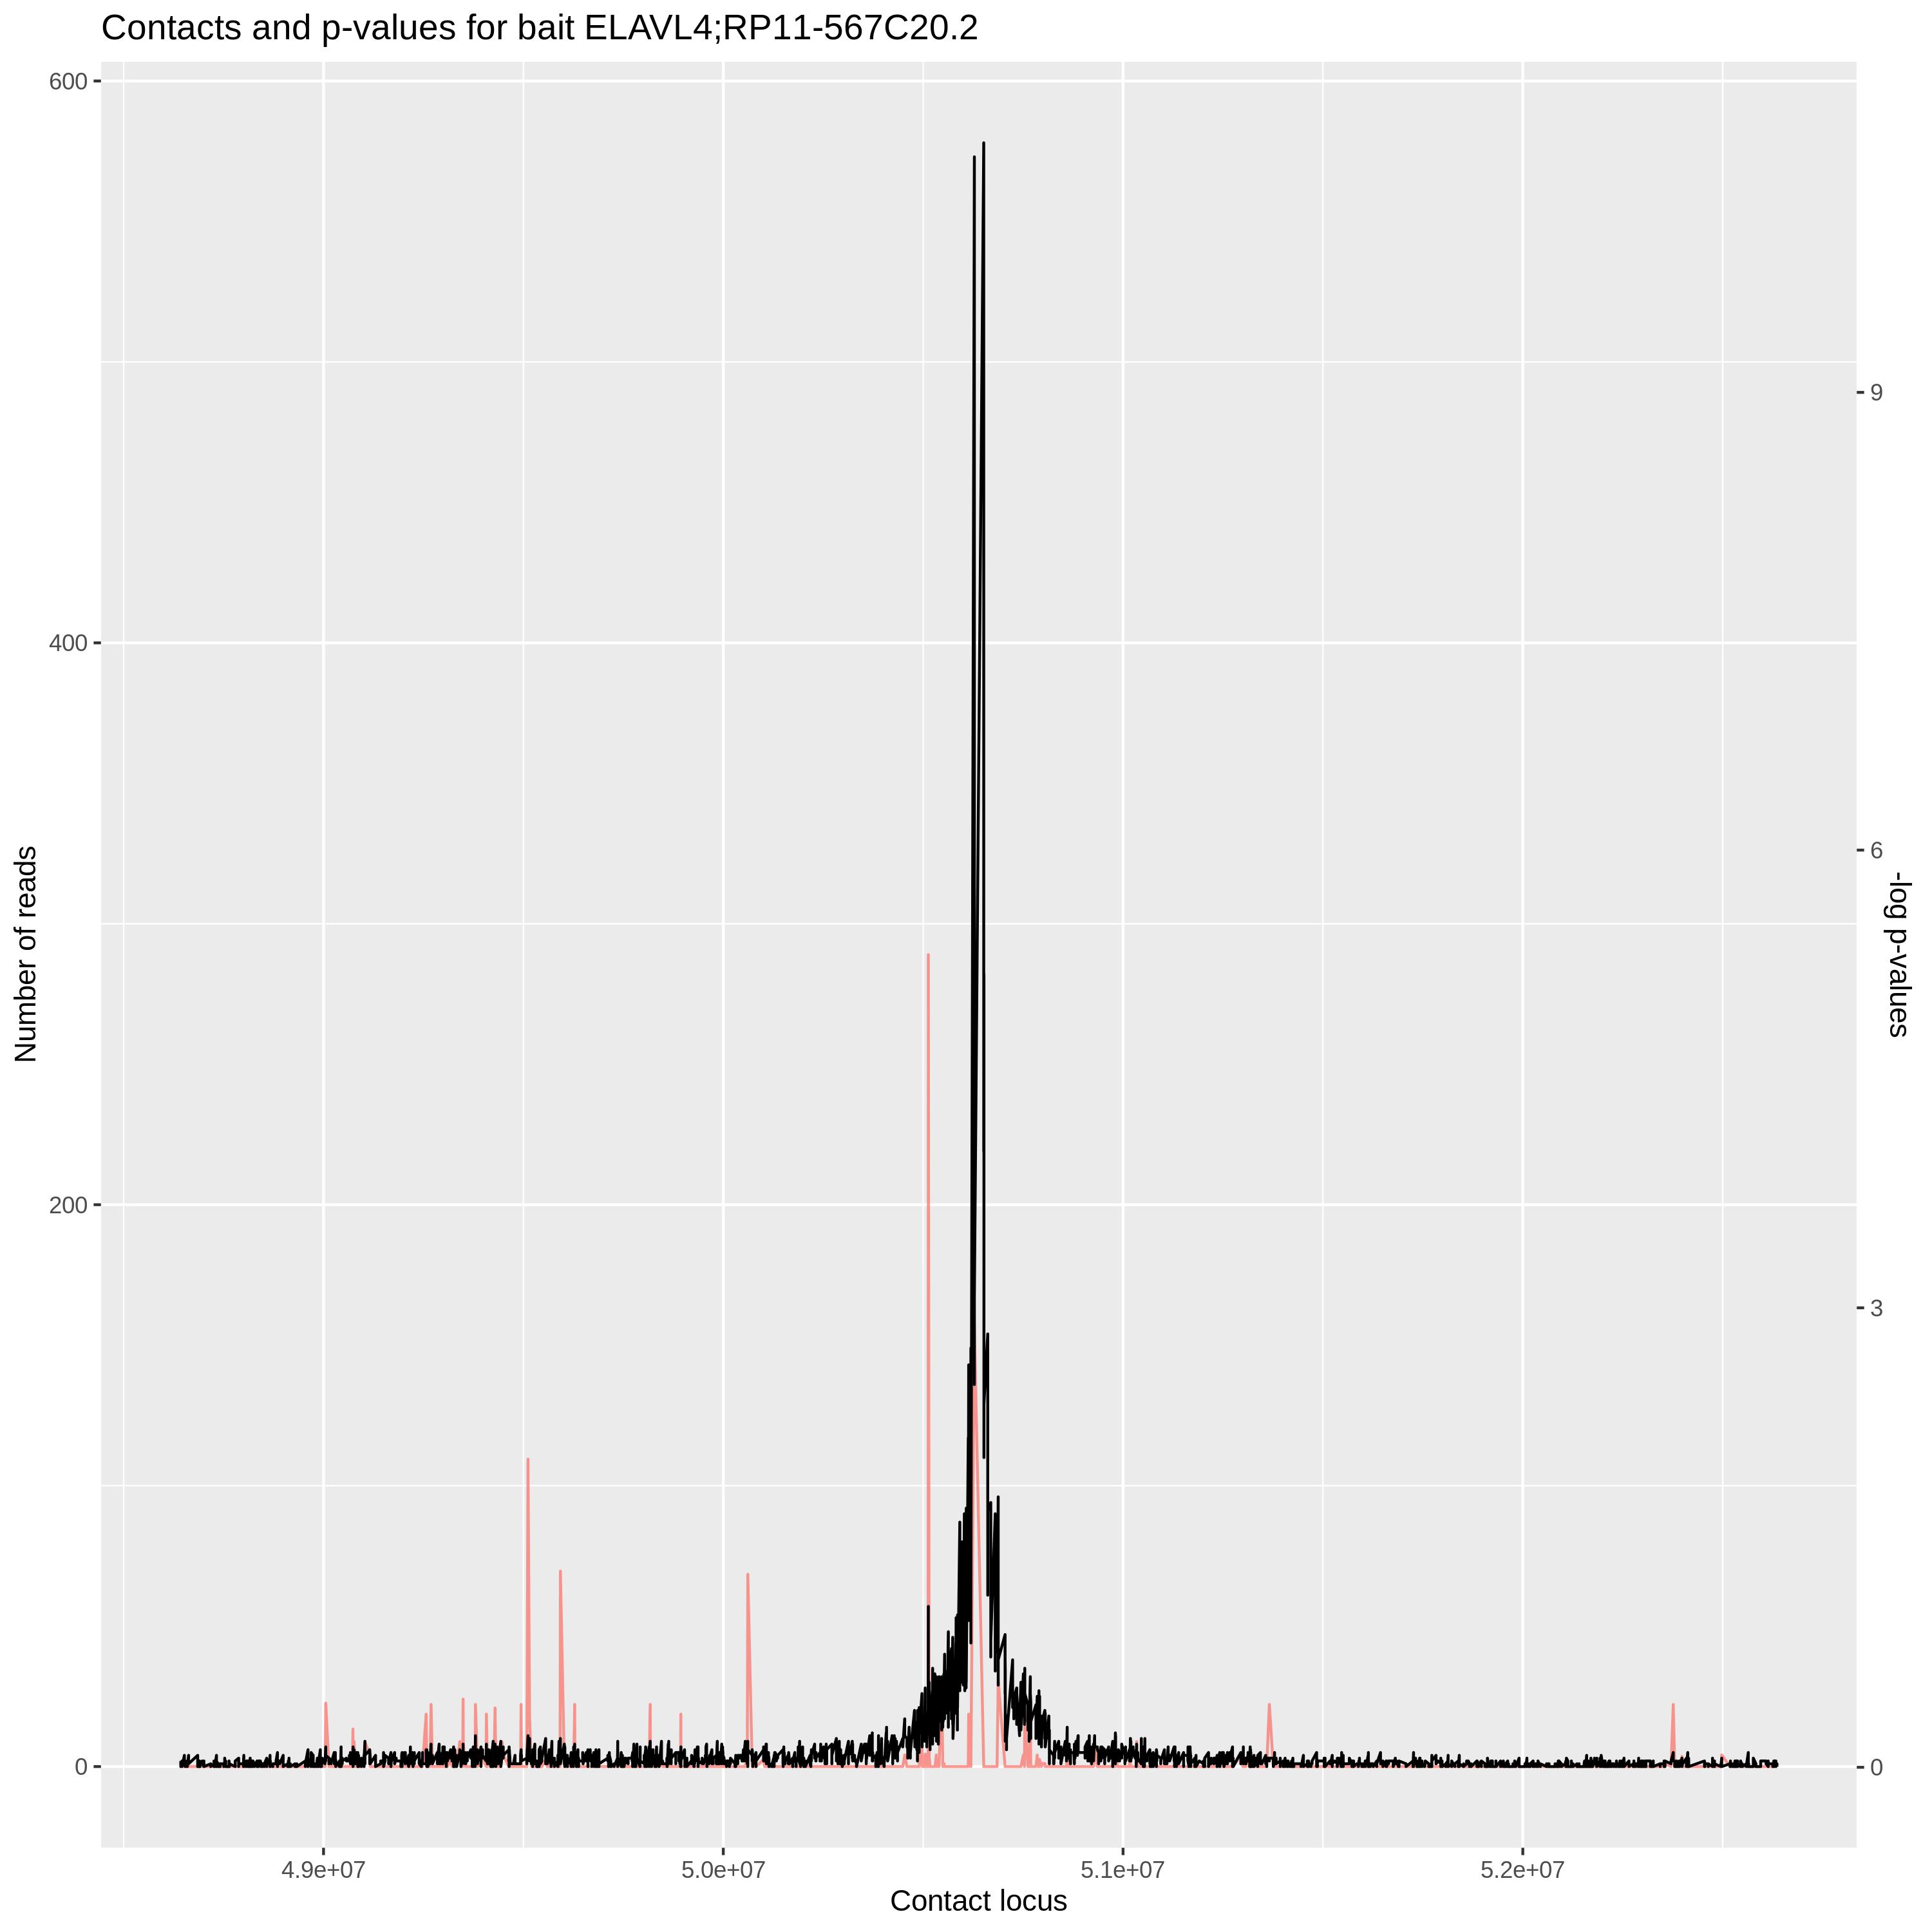 Contacts and p-values for bait ELAVL4;RP11-567C20.2
600
400
200
0
Number of reads
9
6
3
0
-log p-values
4.9e+07
5.0e+07
5.1e+07
5.2e+07
Contact locus